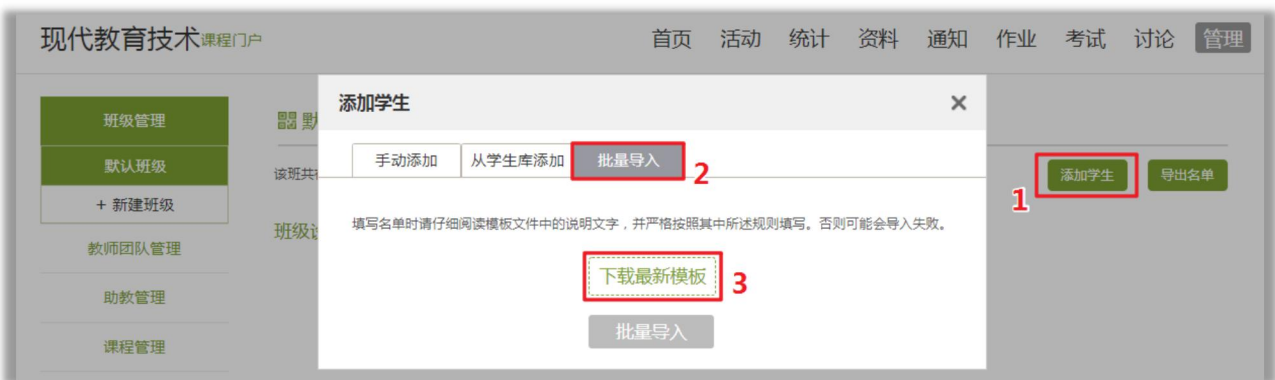 现代教育技术课程门户
首页 活动 统计 资料 通知 作业 考试 讨论 管理
添加学生
班级管理
默认班级
+ 新建班级
教师团队管理
助教管理
课程管理
默
该班共
班级
手动添加 从学生库添加 批量导入
2
添加学生 导出名单
1
填写名单时请仔细阅读模板文件中的说明文字，并严格按照其中所述规则填写。否则可能会导入失败。
下载最新模板
3
批量导入